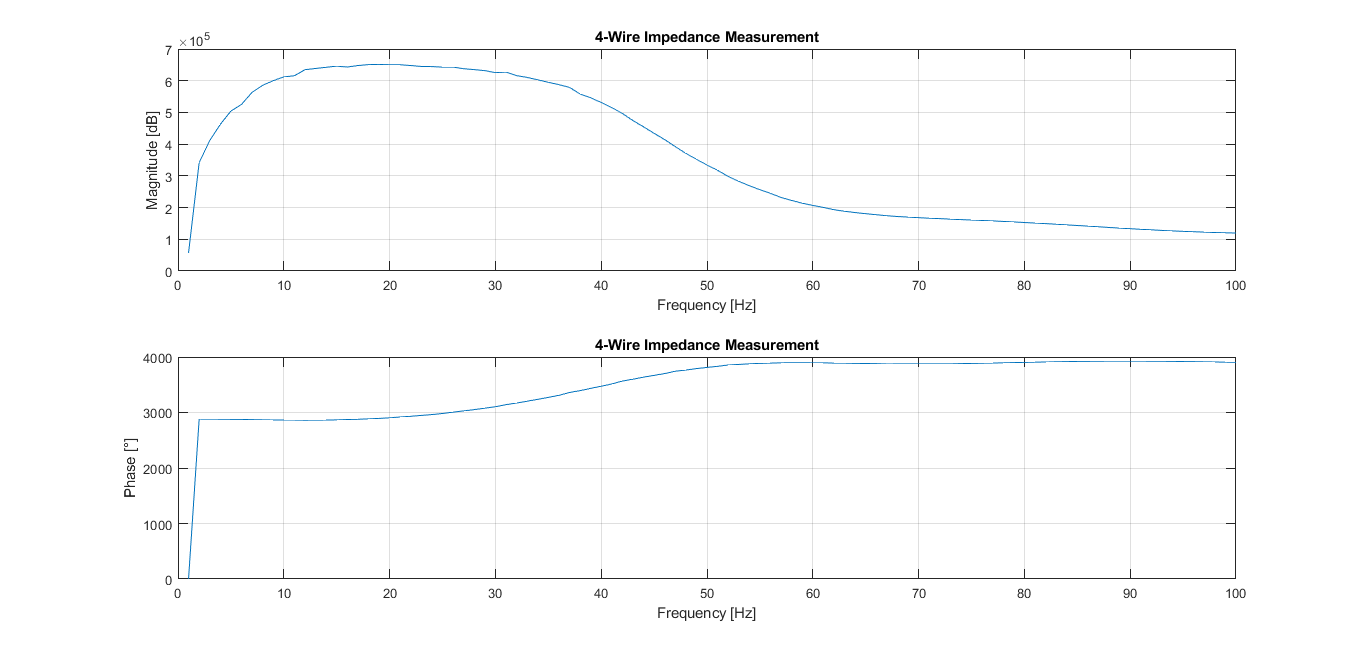 4-Wire Impedance Measurement
×10^5
7
6
5
4
3
2
1
0
Magnitude [dB]
0 10 20 30 40 50 60 70 80 90 100
Frequency [Hz]
4-Wire Impedance Measurement
4000
3000
2000
1000
0
Phase [°]
0 10 20 30 40 50 60 70 80 90 100
Frequency [Hz]